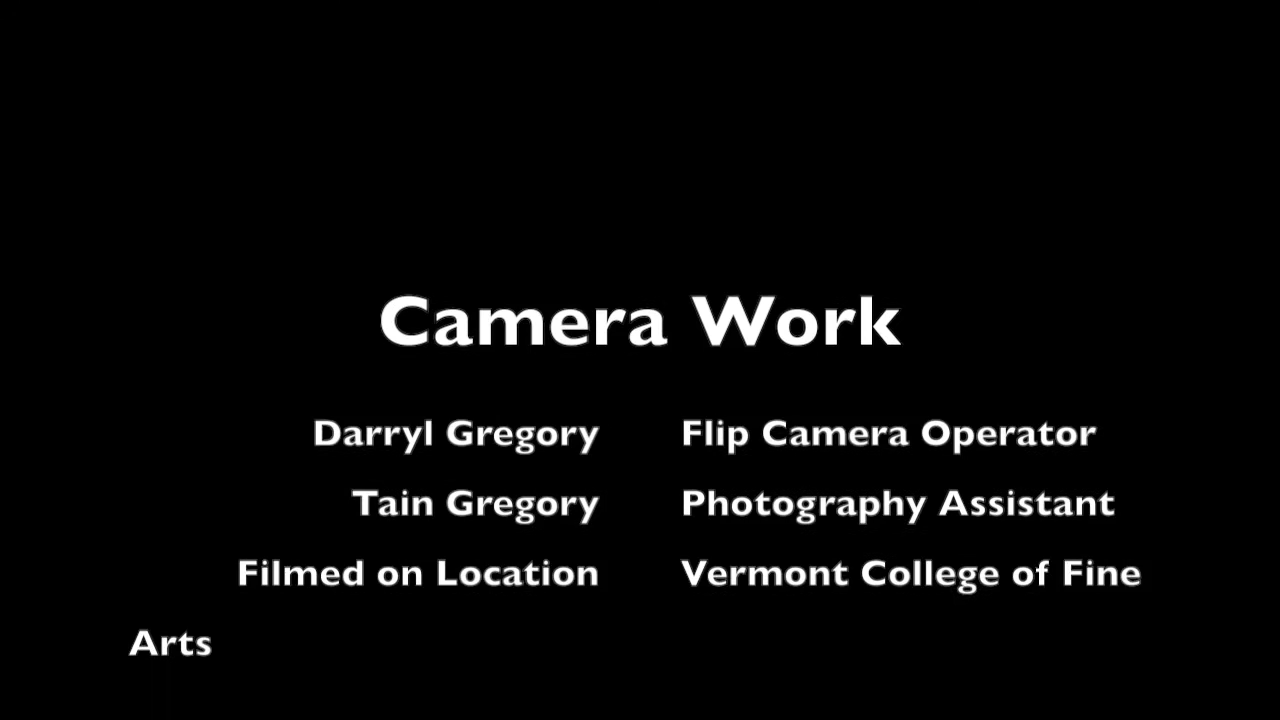 Camera Work
Darryl Gregory Flip Camera Operator
Tain Gregory Photography Assistant
Filmed on Location Vermont College of Fine
Arts